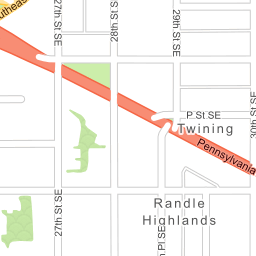 Southeas
27th St SE
28th St SE
29th St SE
30th St SE
P St SE
Twining
Pennsylvania
27th St SE
Randle
Highlands
Pl SE